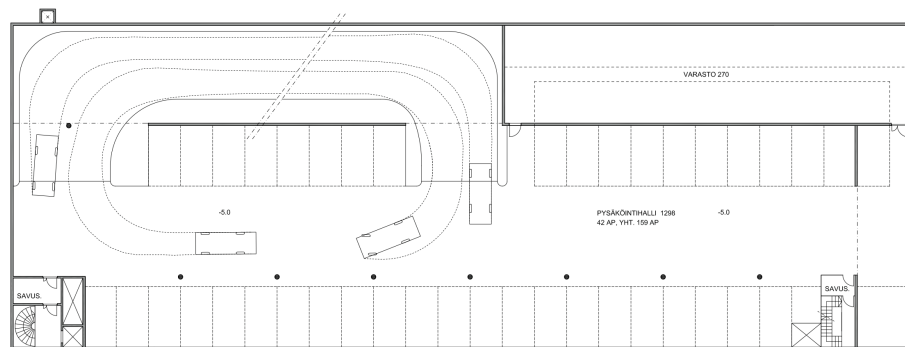 VARASTO 270
-5.0
PYSÄKÖINTIHALLI 1298
42 AP, YHT. 159 AP
-5.0
SAVUS.
SAVUS.